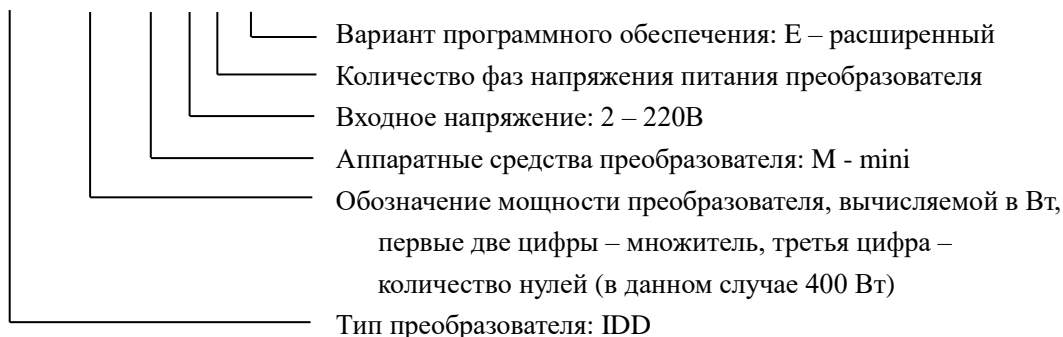 Вариант программного обеспечения: Е – расширенный
Количество фаз напряжения питания преобразователя
Входное напряжение: 2 – 220В
Аппаратные средства преобразователя: М - mini
Обозначение мощности преобразователя, вычисляемой в Вт,
первые две цифры – множитель, третья цифра –
количество нулей (в данном случае 400 Вт)
Тип преобразователя: IDD